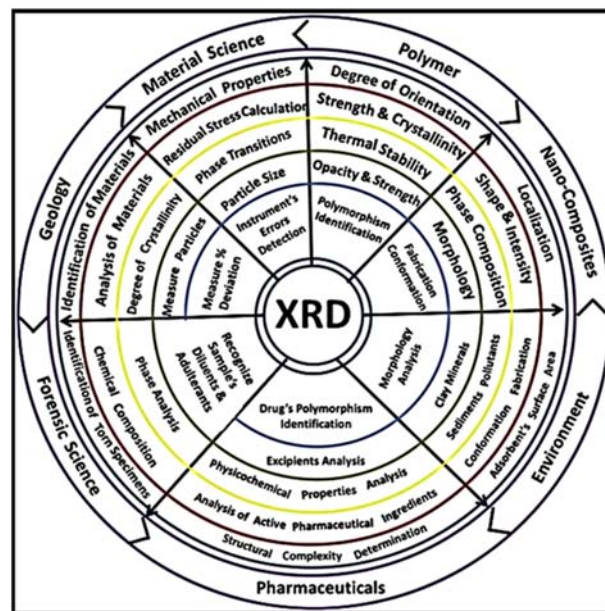 XRD
Material Science
Mechanical Properties
Residual Stress Calculation
Phase Transitions
Particle Size
Instrument's
Errors
Detection
Polymer
Degree of Orientation
Strength & Crystallinity
Thermal Stability
Opacity & Strength
Polymorphism
Identification
Nano-Composites
Localization
Shape & Intensity
Phase Composition
Morphology
Fabrication
Conformation
Environment
Adsorbent's Surface Area
Conformation Fabrication
Sediments Pollutants
Clay Minerals
Morphology
Analysis
Pharmaceuticals
Structural Complexity Determination
Analysis of Active Pharmaceutical Ingredients
Physicochemical Properties Analysis
Excipients Analysis
Drug's Polymorphism
Identification
Forensic Science
Identification of Torn Specimens
Chemical Composition
Phase Analysis
Recognize
Sample's
Diluents &
Adulterants
Geology
Identification of Materials
Analysis of Materials
Degree of Crystallinity
Measure Particles
Measure %
Deviation